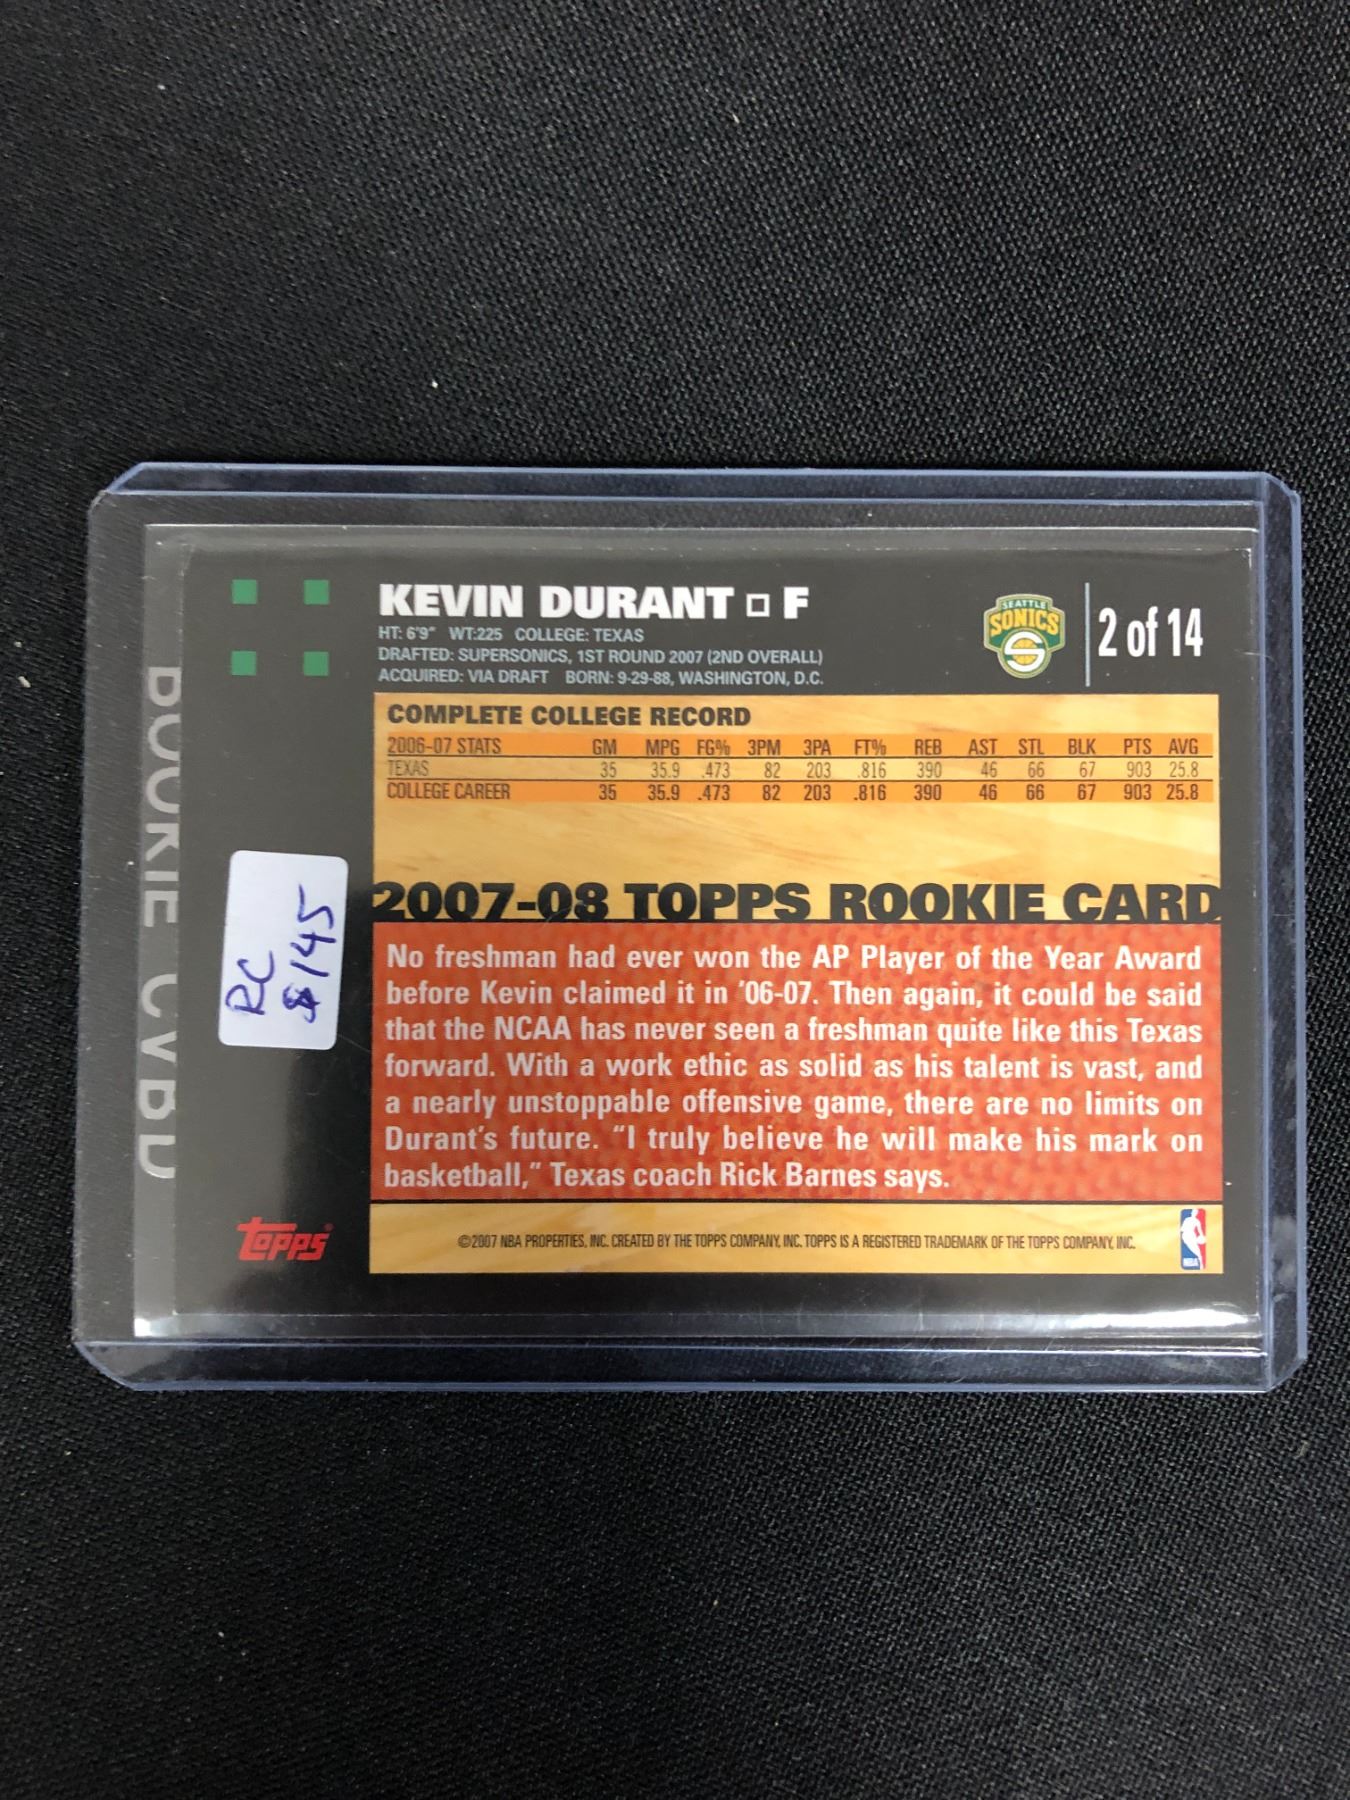 KEVIN DURANT □ F
HT: 6'9" WT:225 COLLEGE: TEXAS
DRAFTED: SUPERSONICS, 1ST ROUND 2007 (2ND OVERALL)
ACQUIRED: VIA DRAFT BORN: 9-29-88, WASHINGTON, D.C.
SEATTLE
SONICS
2 of 14
COMPLETE COLLEGE RECORD
2006-07 STATS GM MPG FG% 3PM 3PA FT% REB AST STL BLK PTS AVG
TEXAS 35 35.9 .473 82 203 .816 390 46 66 67 903 25.8
COLLEGE CAREER 35 35.9 .473 82 203 .816 390 46 66 67 903 25.8
2007-08 TOPPS ROOKIE CARD
No freshman had ever won the AP Player of the Year Award
before Kevin claimed it in '06-07. Then again, it could be said
that the NCAA has never seen a freshman quite like this Texas
forward. With a work ethic as solid as his talent is vast, and
a nearly unstoppable offensive game, there are no limits on
Durant's future. "I truly believe he will make his mark on
basketball," Texas coach Rick Barnes says.
©2007 NBA PROPERTIES, INC. CREATED BY THE TOPPS COMPANY, INC. TOPPS IS A REGISTERED TRADEMARK OF THE TOPPS COMPANY, INC.
NBA
topps®
RC
$145
ROOKIE CARD